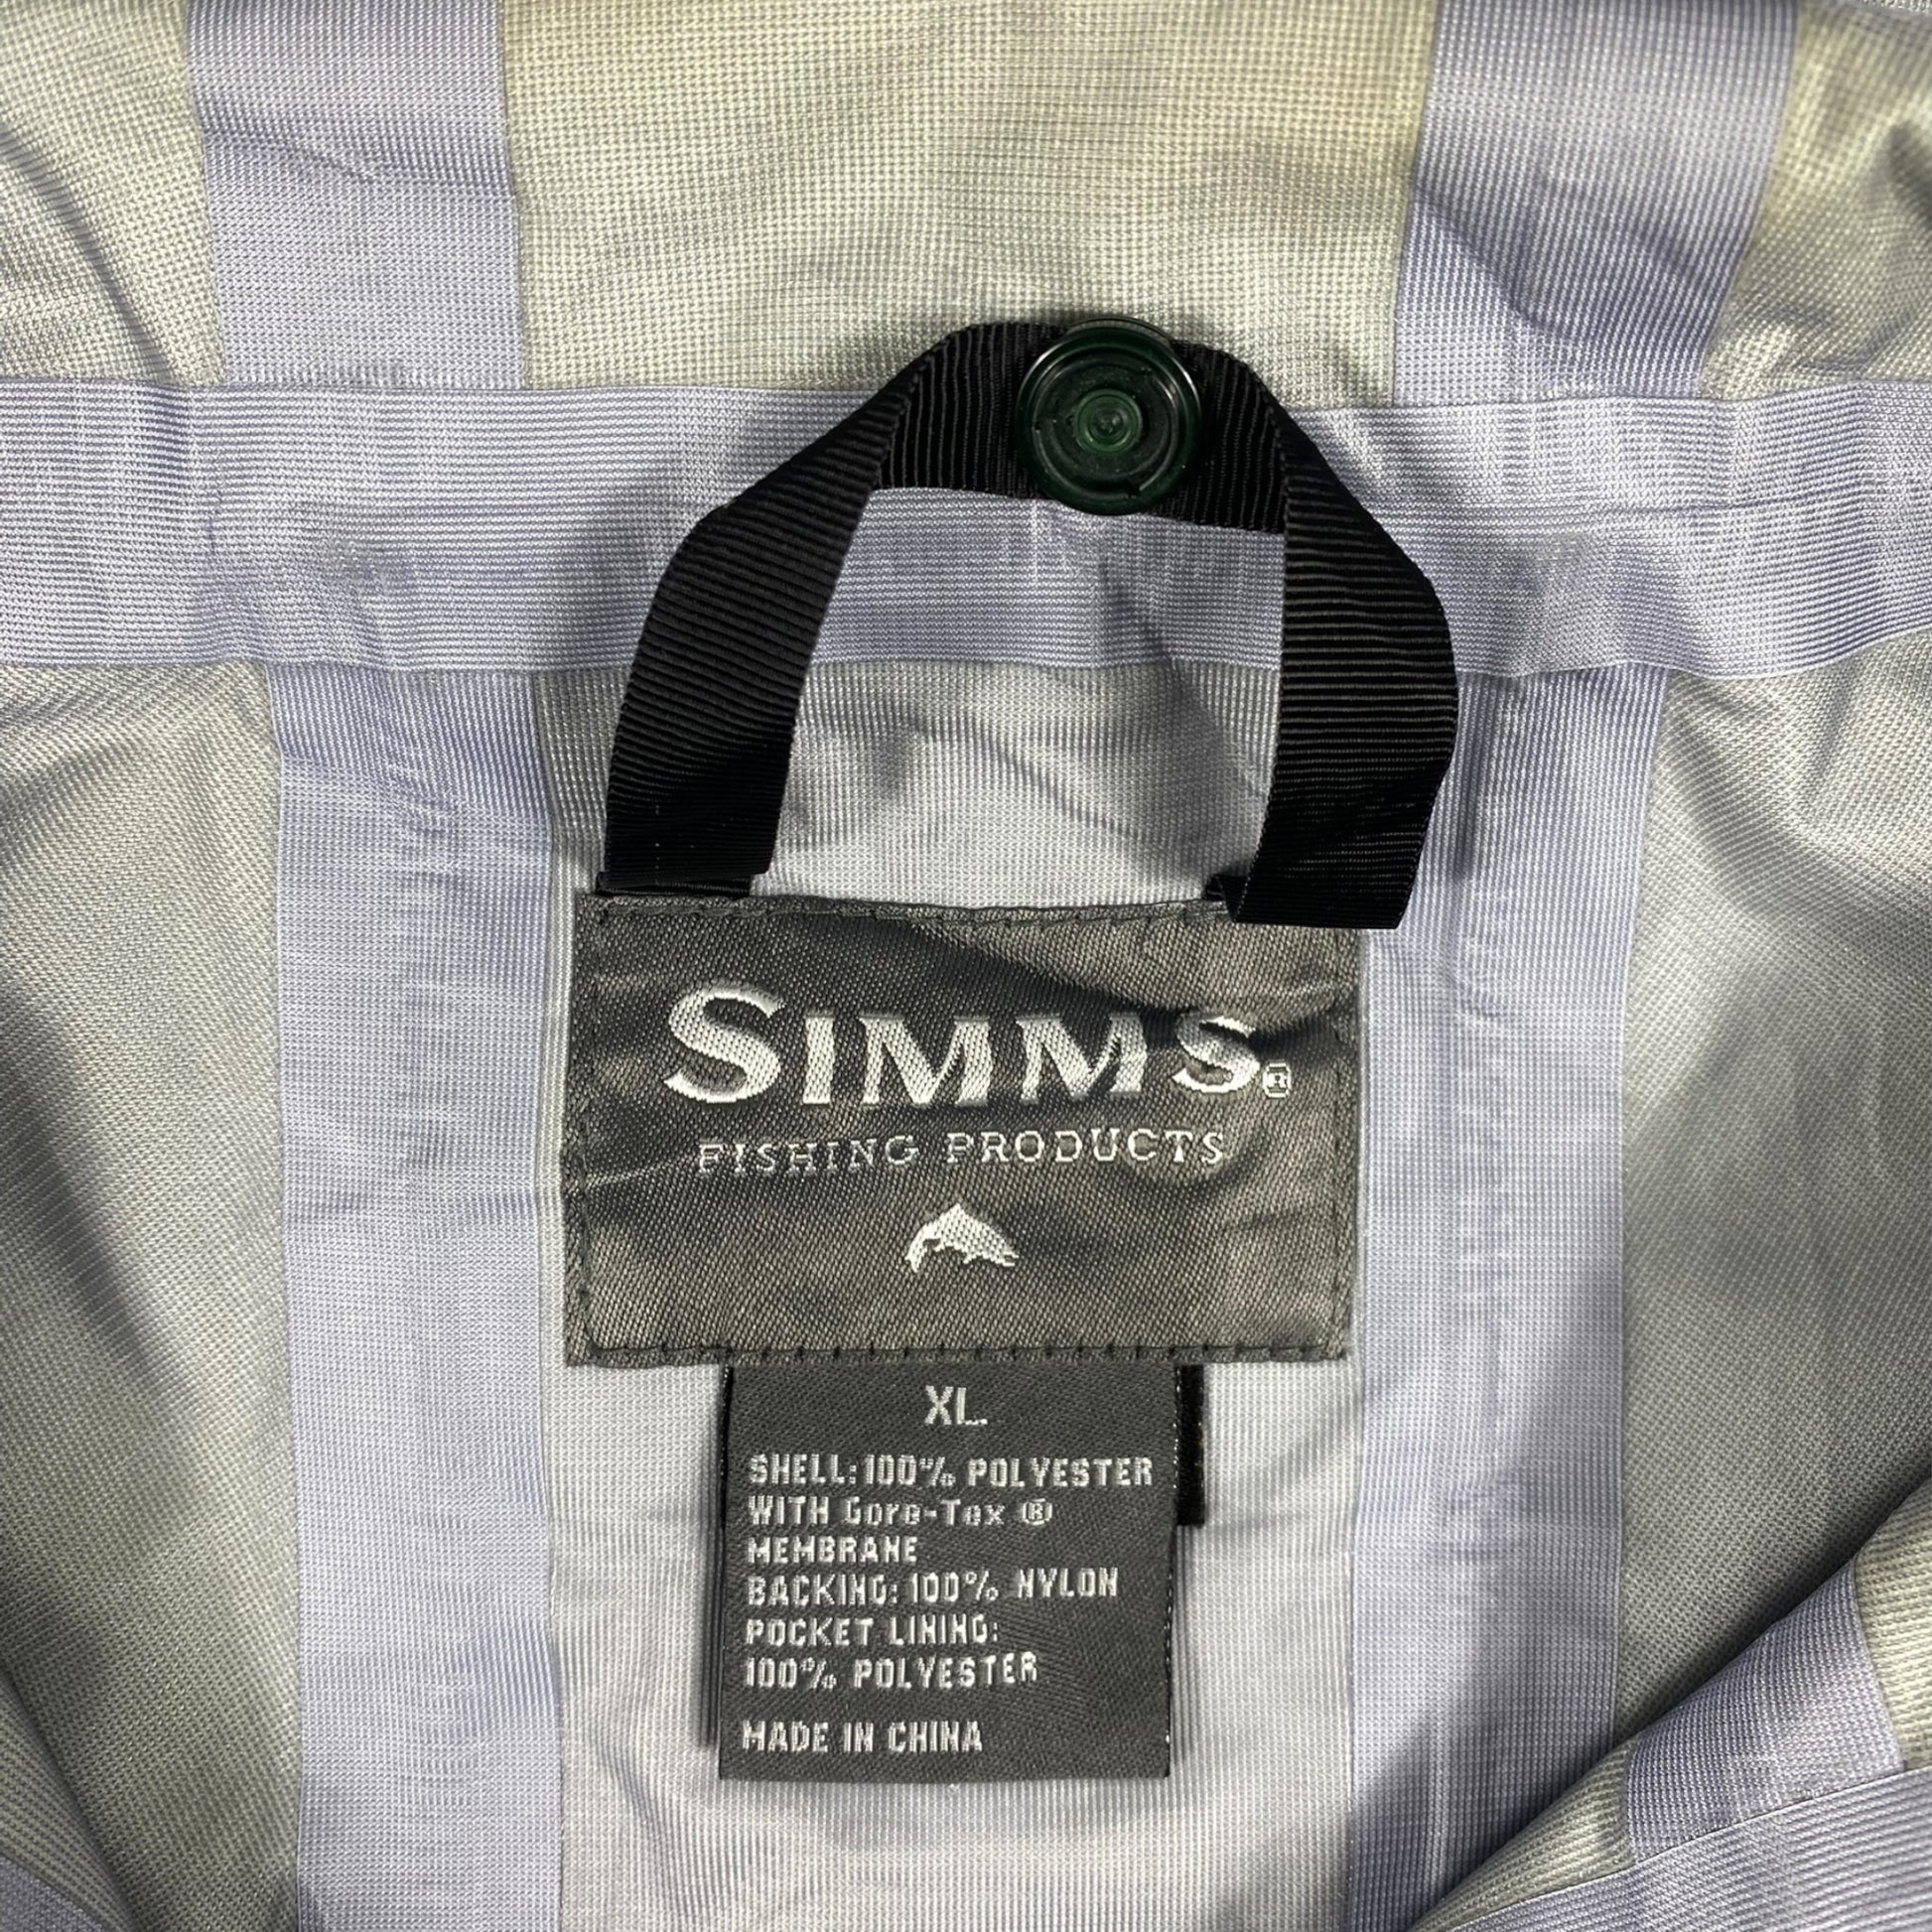 SIMMS®
FISHING PRODUCTS
XL
SHELL: 100% POLYESTER
WITH Gore-Tex ®
MEMBRANE
BACKING: 100% NYLON
POCKET LINING:
100% POLYESTER
MADE IN CHINA